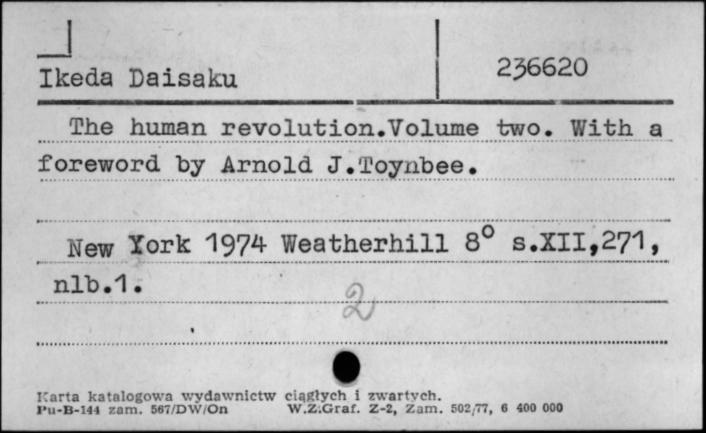 Ikeda Daisaku
236620
The human revolution.Volume two. With a
foreword by Arnold J.Toynbee.
New York 1974 Weatherhill 8° s.XII,271,
nlb.1.
2
Karta katalogowa wydawnictw ciągłych i zwartych.
Pu-B-144 zam. 567/DW/On W.Z.Graf. Z-2, Zam. 502/77, 6 400 000